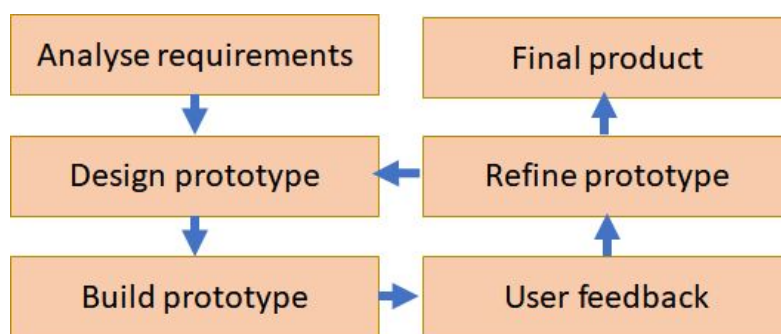 Analyse requirements
Final product
Design prototype
Refine prototype
Build prototype
User feedback